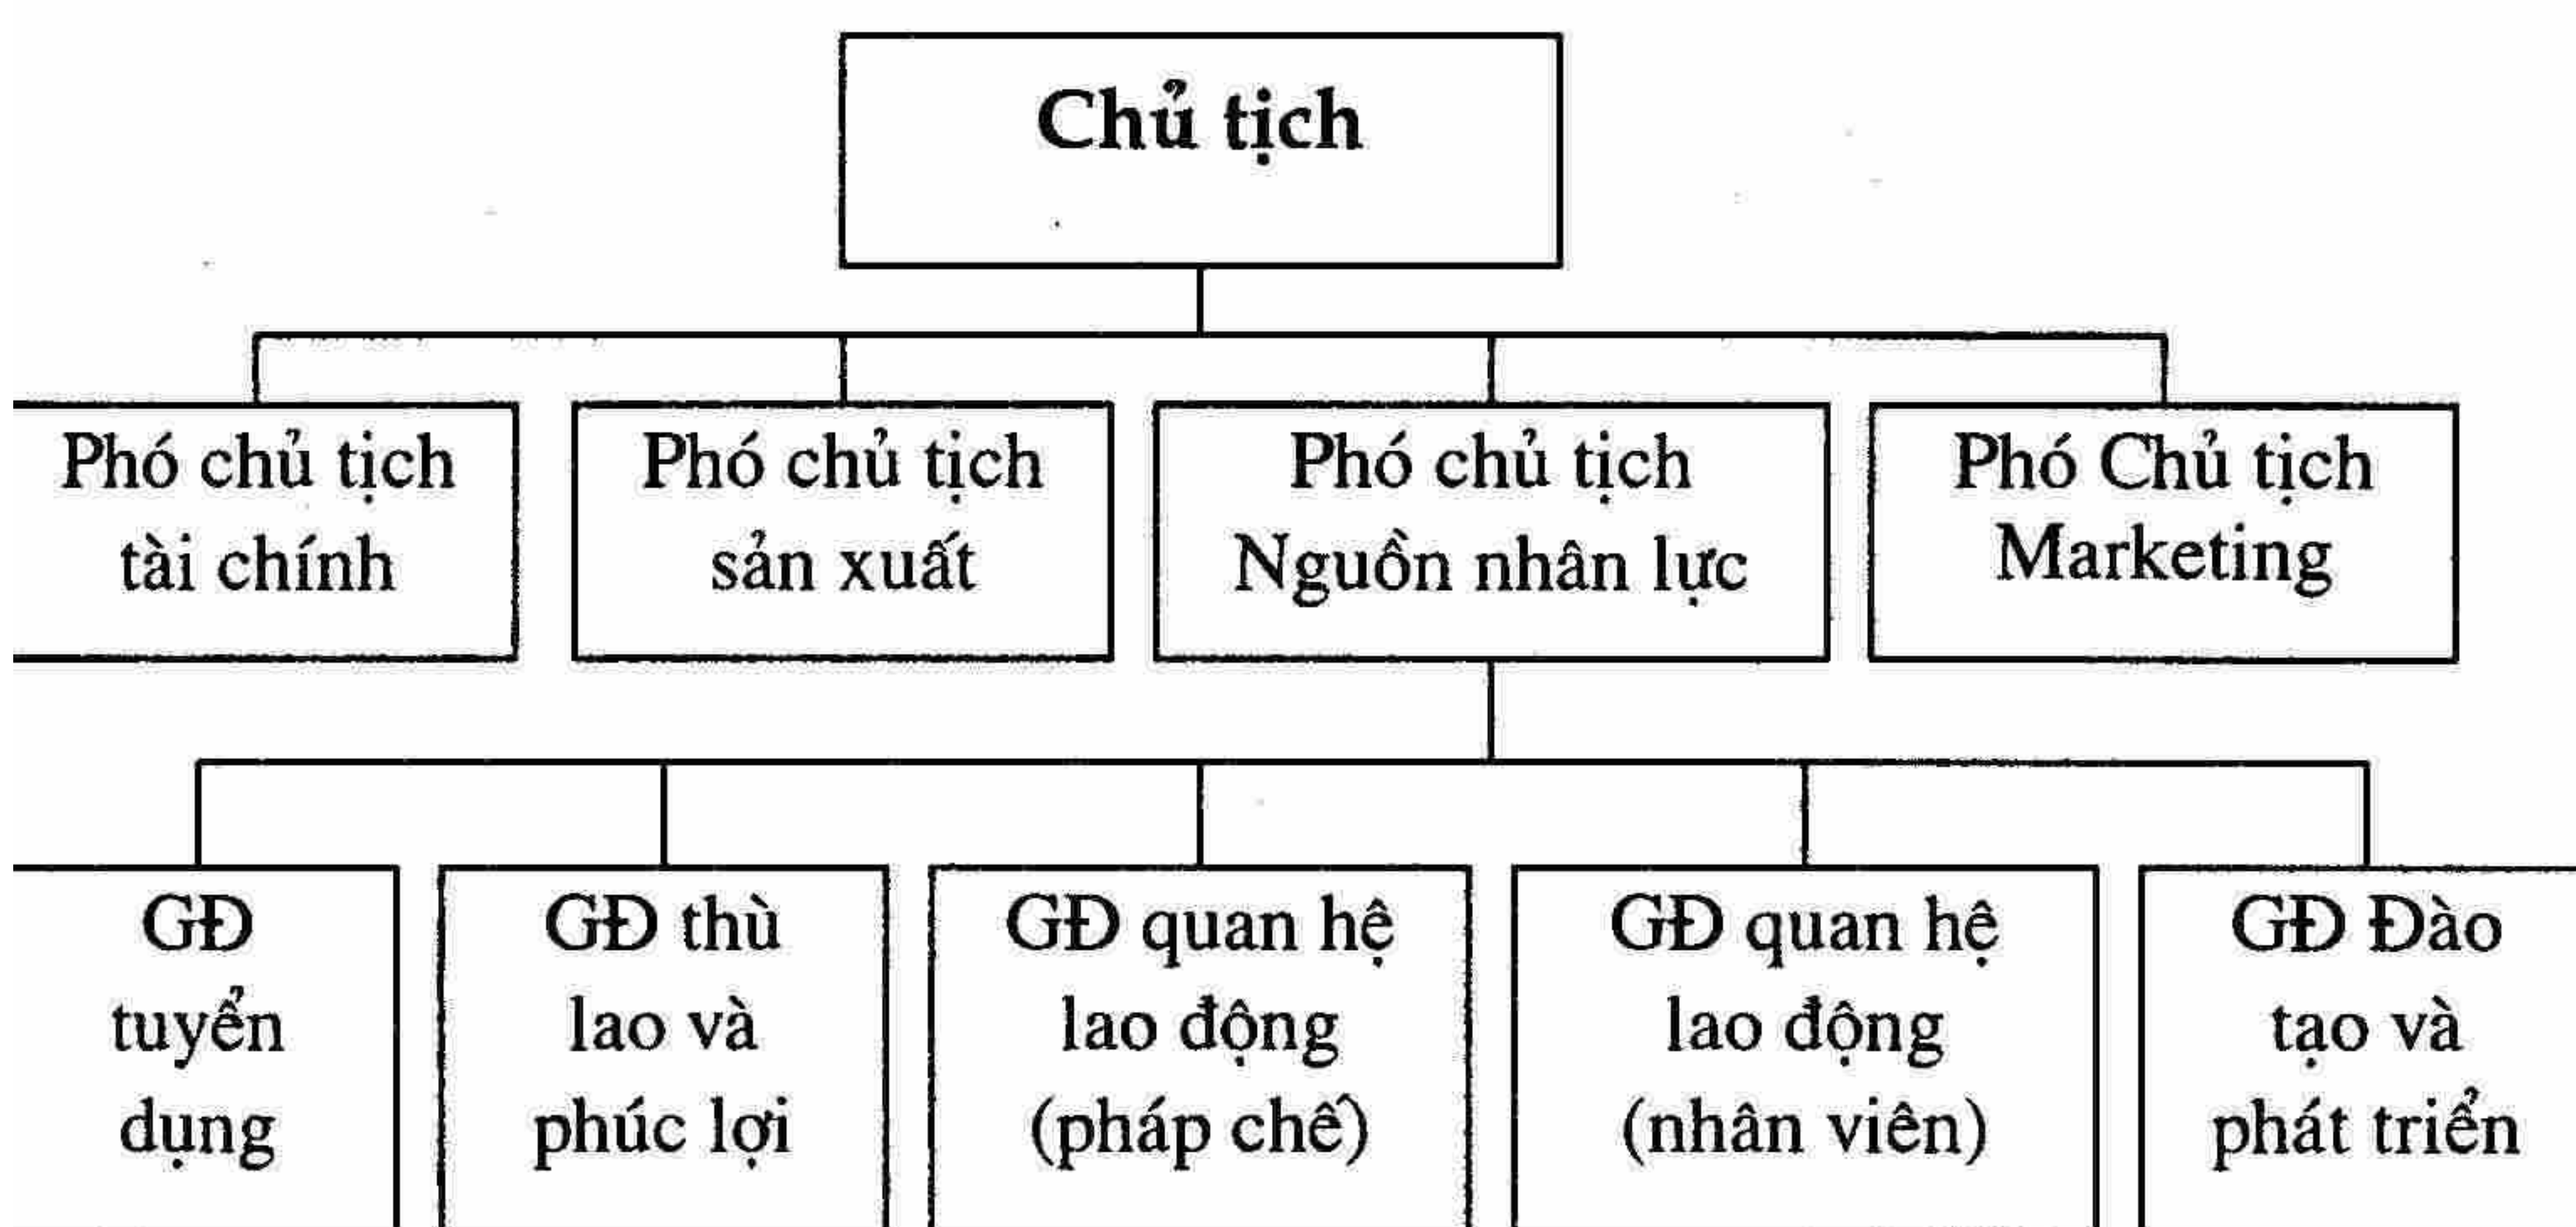 Chủ tịch
Phó chủ tịch
tài chính
Phó chủ tịch
sản xuất
Phó chủ tịch
Nguồn nhân lực
Phó Chủ tịch
Marketing
GĐ
tuyển
dụng
GĐ thù
lao và
phúc lợi
GĐ quan hệ
lao động
(pháp chế)
GĐ quan hệ
lao động
(nhân viên)
GĐ Đào
tạo và
phát triển